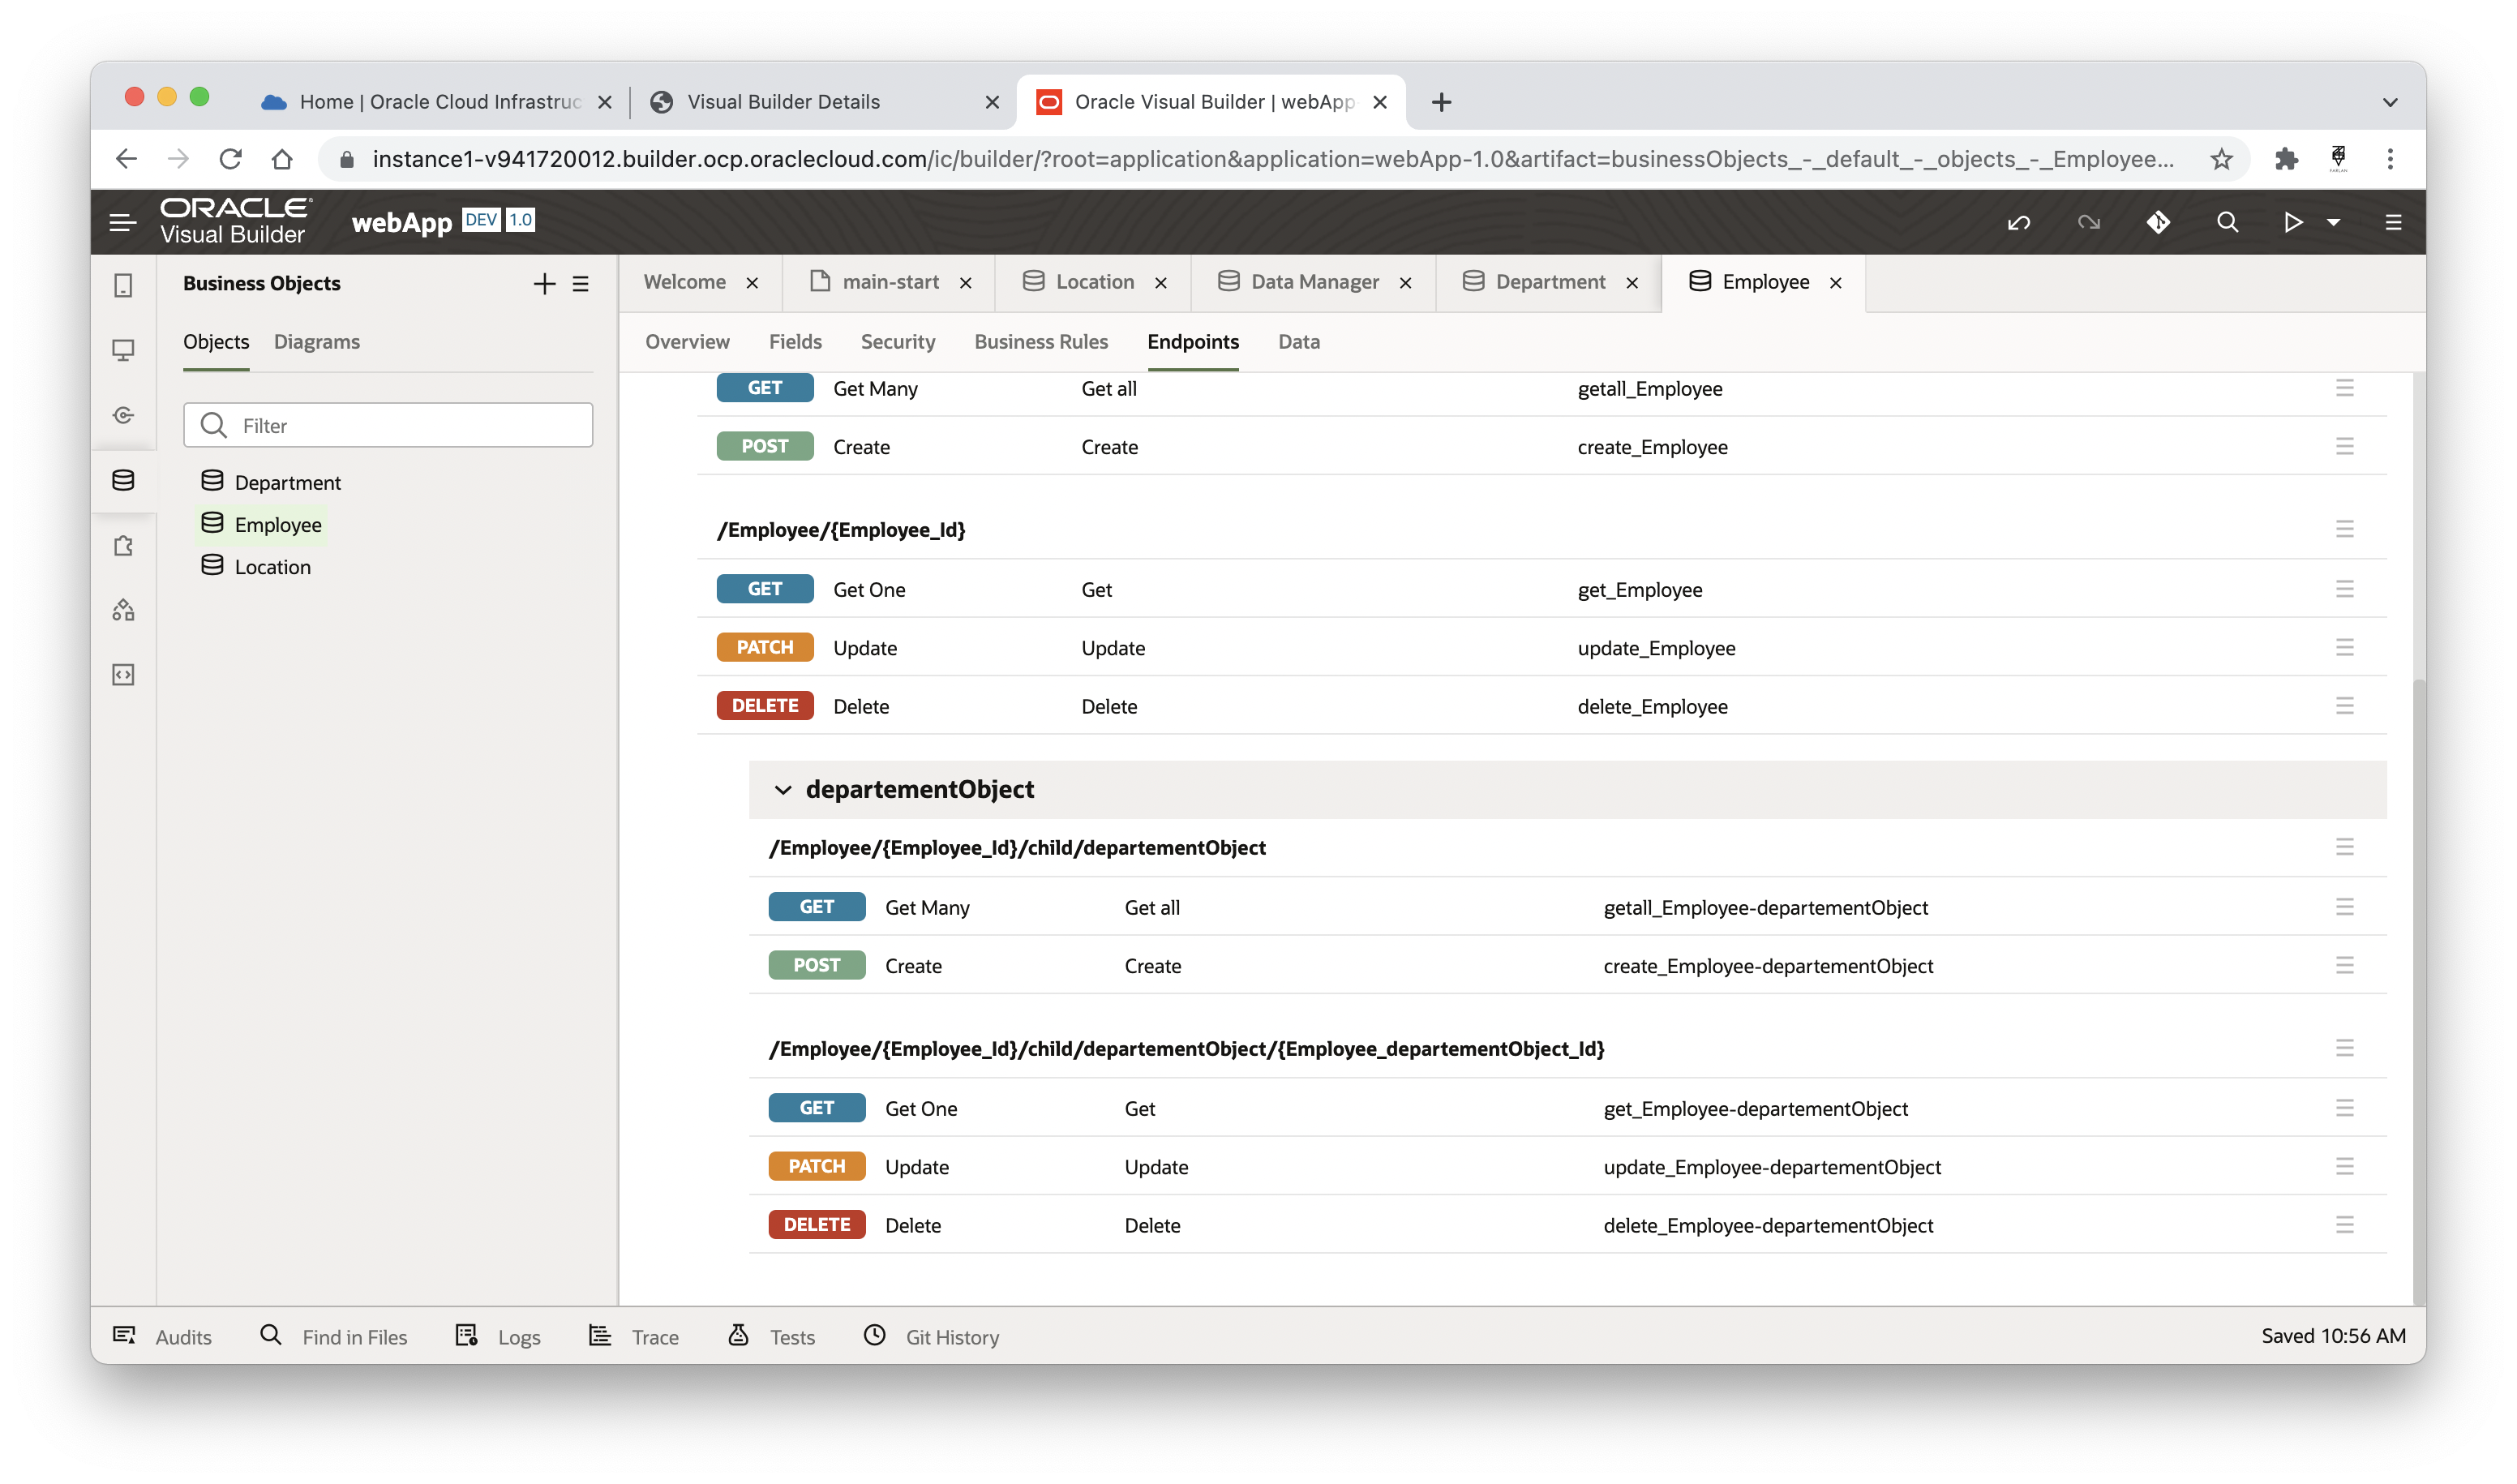 Home | Oracle Cloud Infrastruc
Visual Builder Details
Oracle Visual Builder | webApp
instance1-v941720012.builder.ocp.oraclecloud.com/ic/builder/?root=application&application=webApp-1.0&artifact=businessObjects_-_default_-_objects_-_Employee...
ORACLE
Visual Builder
webApp DEV 1.0
Business Objects
Objects Diagrams
Filter
Department
Employee
Location
Welcome main-start Location Data Manager Department Employee
Overview Fields Security Business Rules Endpoints Data
GET Get Many Get all getall_Employee
POST Create Create create_Employee
/Employee/{Employee_Id}
GET Get One Get get_Employee
PATCH Update Update update_Employee
DELETE Delete Delete delete_Employee
departementObject
/Employee/{Employee_Id}/child/departementObject
GET Get Many Get all getall_Employee-departementObject
POST Create Create create_Employee-departementObject
/Employee/{Employee_Id}/child/departementObject/{Employee_departementObject_Id}
GET Get One Get get_Employee-departementObject
PATCH Update Update update_Employee-departementObject
DELETE Delete Delete delete_Employee-departementObject
Audits Find in Files Logs Trace Tests Git History Saved 10:56 AM